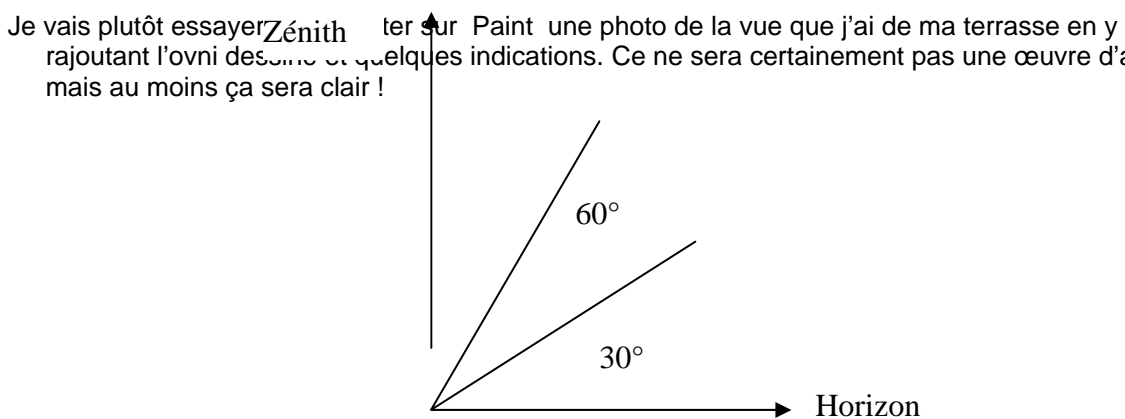 Je vais plutôt essayer ter sur Paint une photo de la vue que j'ai de ma terrasse en y
Zénith
rajoutant l'ovni dessiné et quelques indications. Ce ne sera certainement pas une œuvre d'a
mais au moins ça sera clair !
60°
30°
Horizon